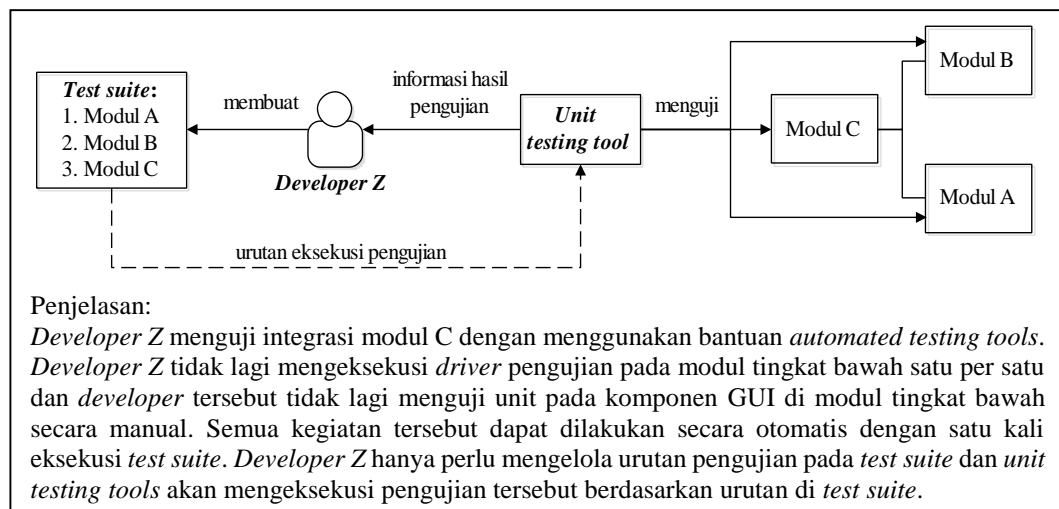 Test suite:
1. Modul A
2. Modul B
3. Modul C
membuat
Developer Z
informasi hasil
pengujian
Unit
testing tool
menguji
Modul B
Modul C
Modul A
urutan eksekusi pengujian
Penjelasan:
Developer Z menguji integrasi modul C dengan menggunakan bantuan automated testing tools.
Developer Z tidak lagi mengeksekusi driver pengujian pada modul tingkat bawah satu per satu
dan developer tersebut tidak lagi menguji unit pada komponen GUI di modul tingkat bawah
secara manual. Semua kegiatan tersebut dapat dilakukan secara otomatis dengan satu kali
eksekusi test suite. Developer Z hanya perlu mengelola urutan pengujian pada test suite dan unit
testing tools akan mengeksekusi pengujian tersebut berdasarkan urutan di test suite.